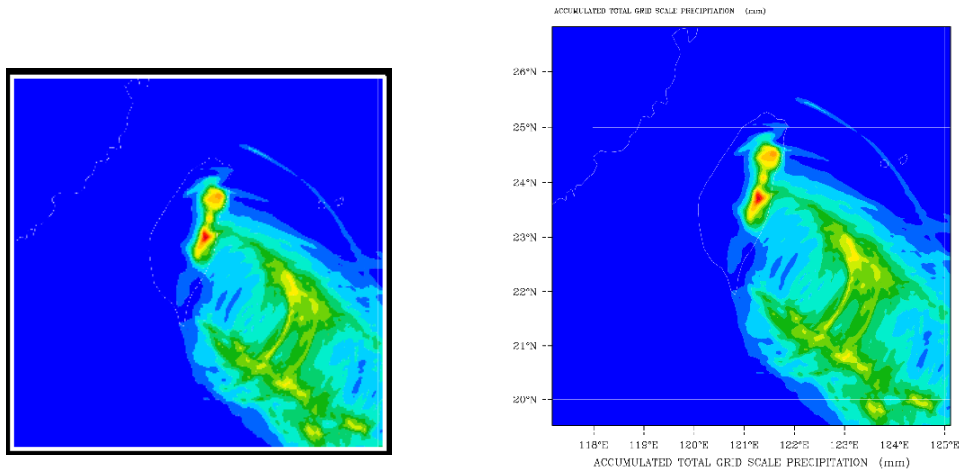 ACCUMULATED TOTAL GRID SCALE PRECIPITATION (mm)
26°N
25°N
24°N
23°N
22°N
21°N
20°N
118°E 119°E 120°E 121°E 122°E 123°E 124°E 125°E
ACCUMULATED TOTAL GRID SCALE PRECIPITATION (mm)